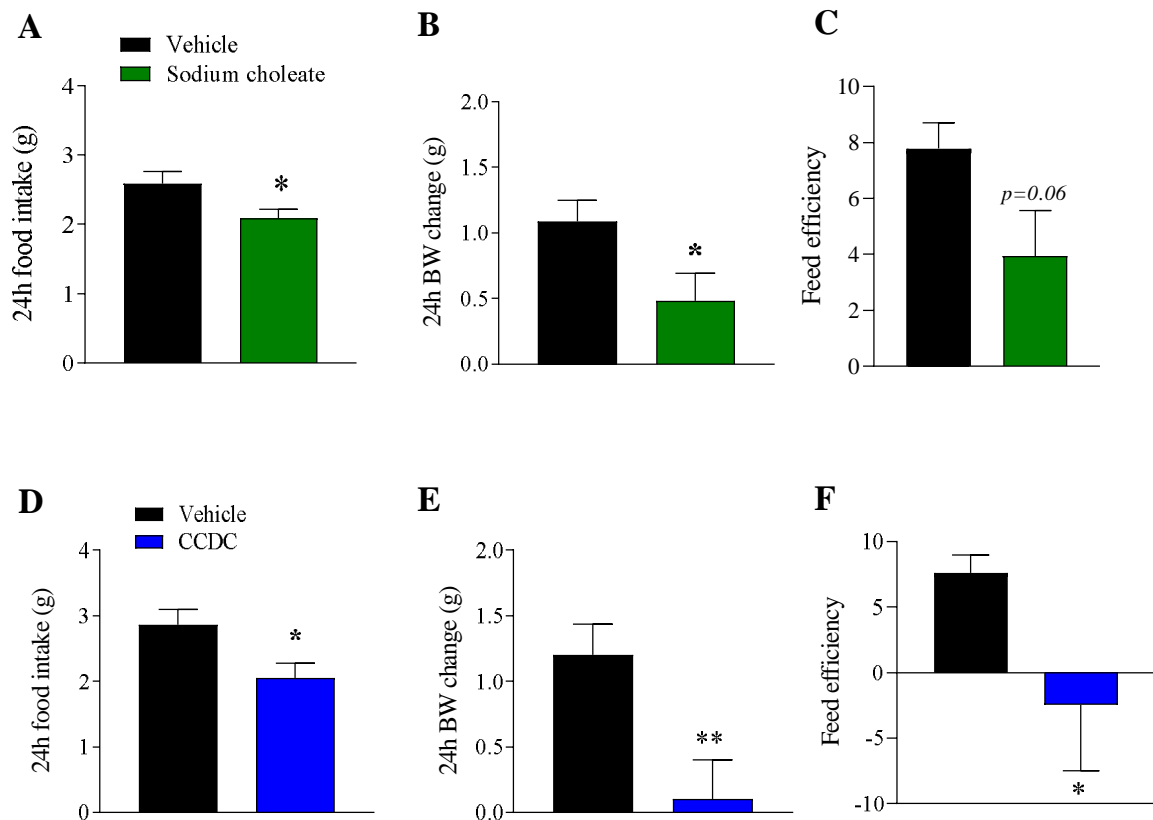 A
Vehicle
Sodium choleate
24h food intake (g)
4
3
2
1
0
*
B
24h BW change (g)
2.0
1.5
1.0
0.5
0.0
*
C
Feed efficiency
10
8
6
4
2
0
p=0.06
D
Vehicle
CCDC
24h food intake (g)
4
3
2
1
0
*
E
24h BW change (g)
2.0
1.5
1.0
0.5
0.0
**
F
Feed efficiency
10
5
0
-5
-10
*